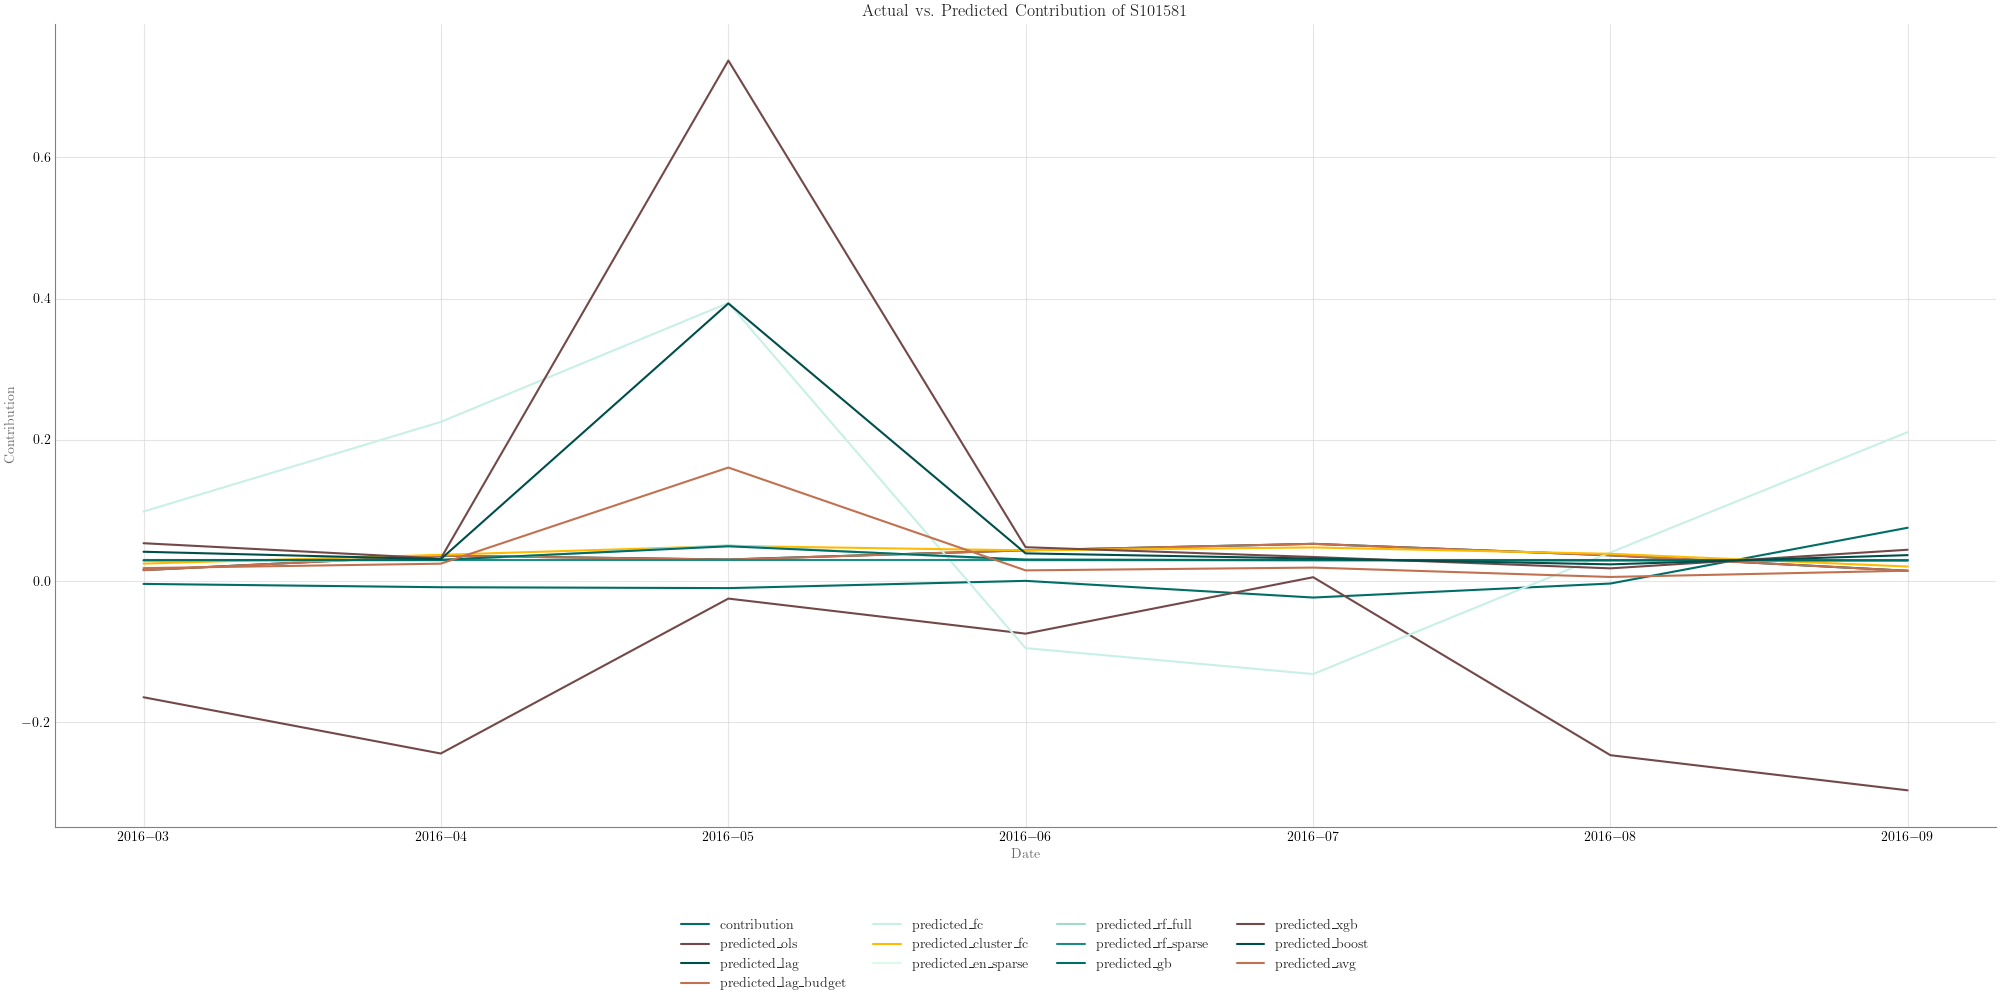 Actual vs. Predicted Contribution of S101581
Contribution
0.6
0.4
0.2
0.0
−0.2
2016−03 2016−04 2016−05 2016−06 2016−07 2016−08 2016−09
Date
contribution predicted_fc predicted_rf_full predicted_xgb
predicted_ols predicted_cluster_fc predicted_rf_sparse predicted_boost
predicted_lag predicted_en_sparse predicted_gb predicted_avg
predicted_lag_budget